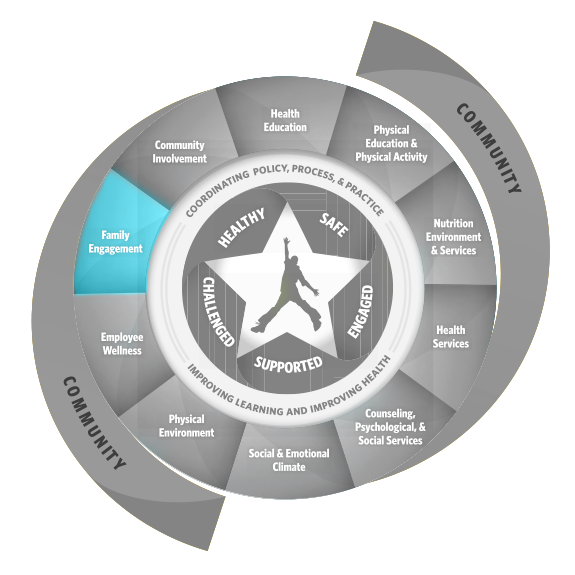 COMMUNITY
Health
Education
Physical
Education &
Physical Activity
Nutrition
Environment
& Services
Health
Services
Counseling,
Psychological, &
Social Services
Social & Emotional
Climate
Physical
Environment
Employee
Wellness
Family
Engagement
Community
Involvement
COORDINATING POLICY, PROCESS, & PRACTICE
IMPROVING LEARNING AND IMPROVING HEALTH
HEALTHY
SAFE
ENGAGED
SUPPORTED
CHALLENGED
COMMUNITY